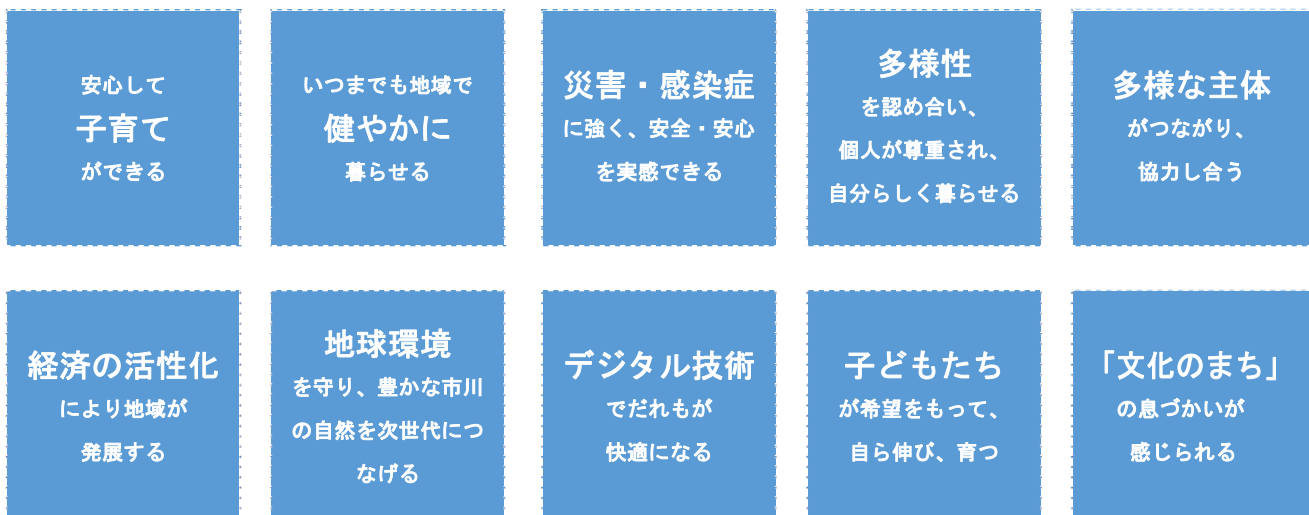 安心して
子育て
ができる
いつまでも地域で
健やかに
暮らせる
災害・感染症
に強く、安全・安心
を実感できる
多様性
を認め合い、
個人が尊重され、
自分らしく暮らせる
多様な主体
がつながり、
協力し合う
経済の活性化
により地域が
発展する
地球環境
を守り、豊かな市川
の自然を次世代につ
なげる
デジタル技術
でだれもが
快適になる
子どもたち
が希望をもって、
自ら伸び、育つ
「文化のまち」
の息づかいが
感じられる